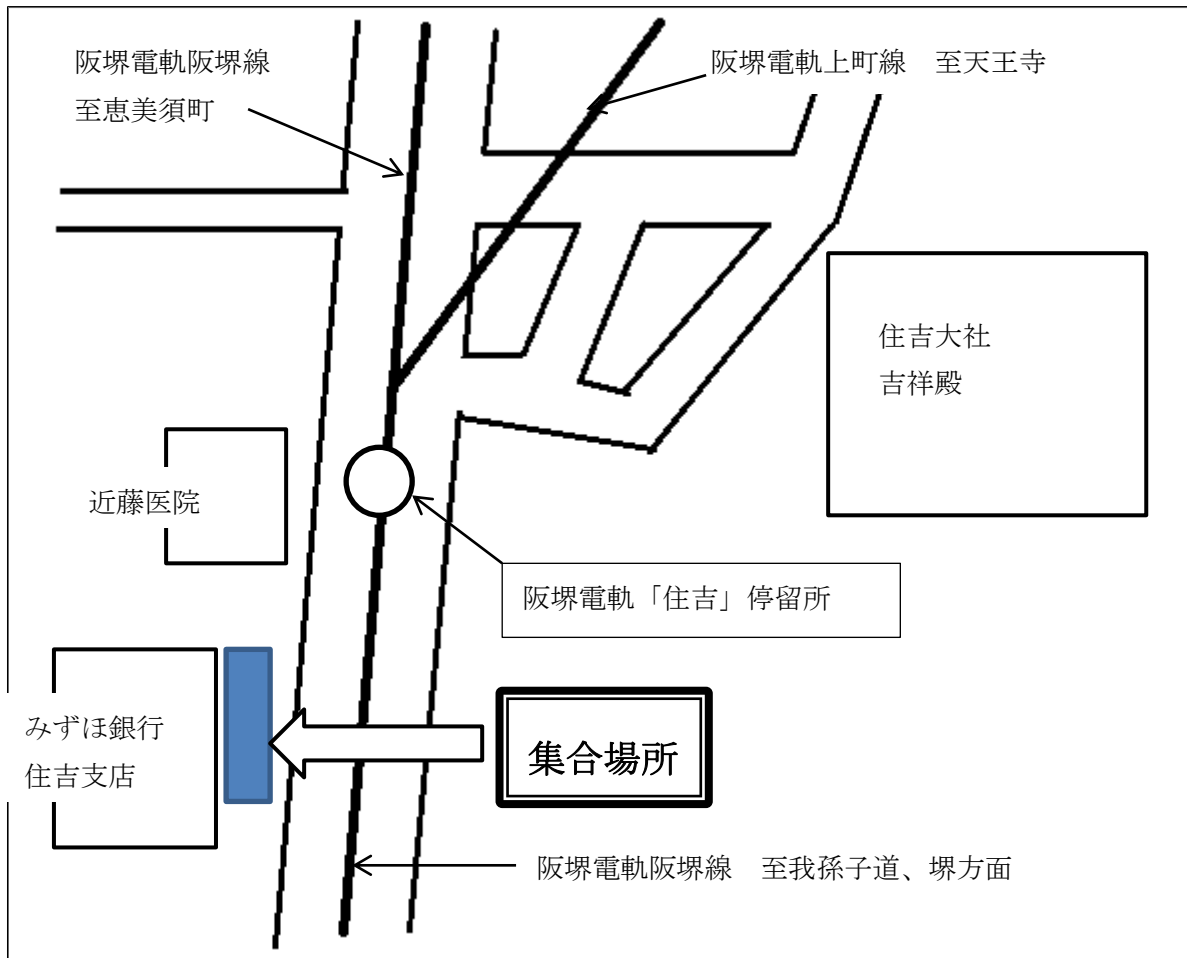 阪堺電軌阪堺線
至恵美須町
阪堺電軌上町線　至天王寺
住吉大社
吉祥殿
近藤医院
阪堺電軌「住吉」停留所
みずほ銀行
住吉支店
集合場所
阪堺電軌阪堺線　至我孫子道、堺方面